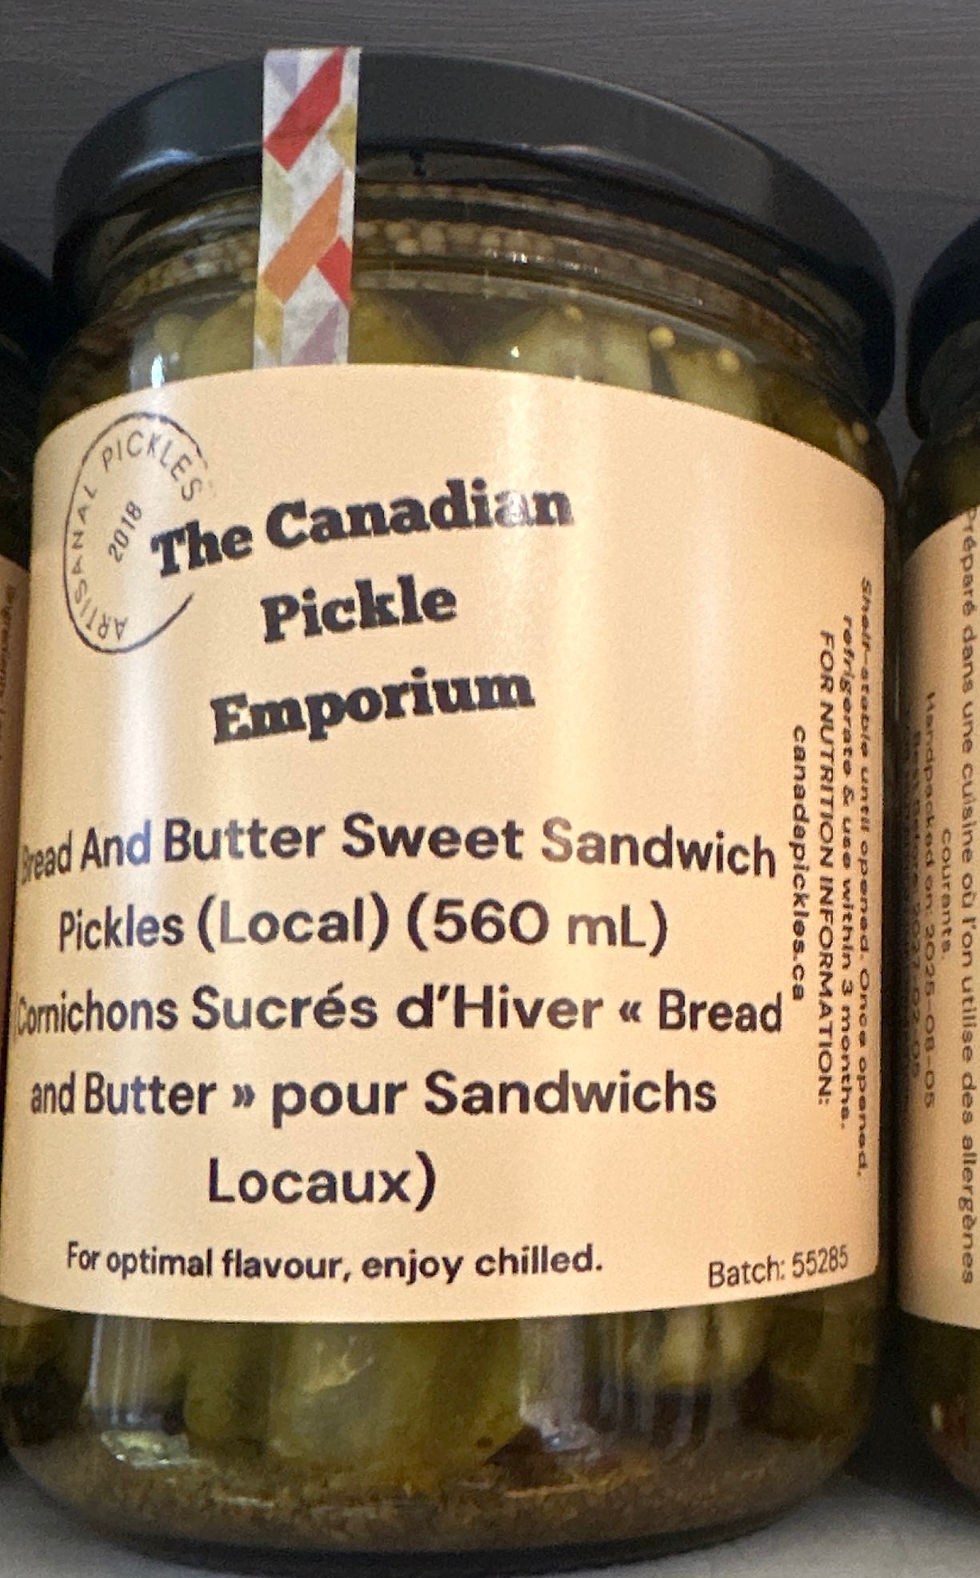 ARTISANAL PICKLES
2018
The Canadian
Pickle
Emporium
Bread And Butter Sweet Sandwich
Pickles (Local) (560 mL)
(Cornichons Sucrés d'Hiver « Bread
and Butter » pour Sandwichs
Locaux)
For optimal flavour, enjoy chilled.
Batch: 55285
Shelf-stable until opened. Once opened,
refrigerate & use within 3 months.
FOR NUTRITION INFORMATION:
canadapickles.ca
Préparé dans une cuisine où l'on utilise des allergènes
courants.
Handpacked on: 2025-08-05